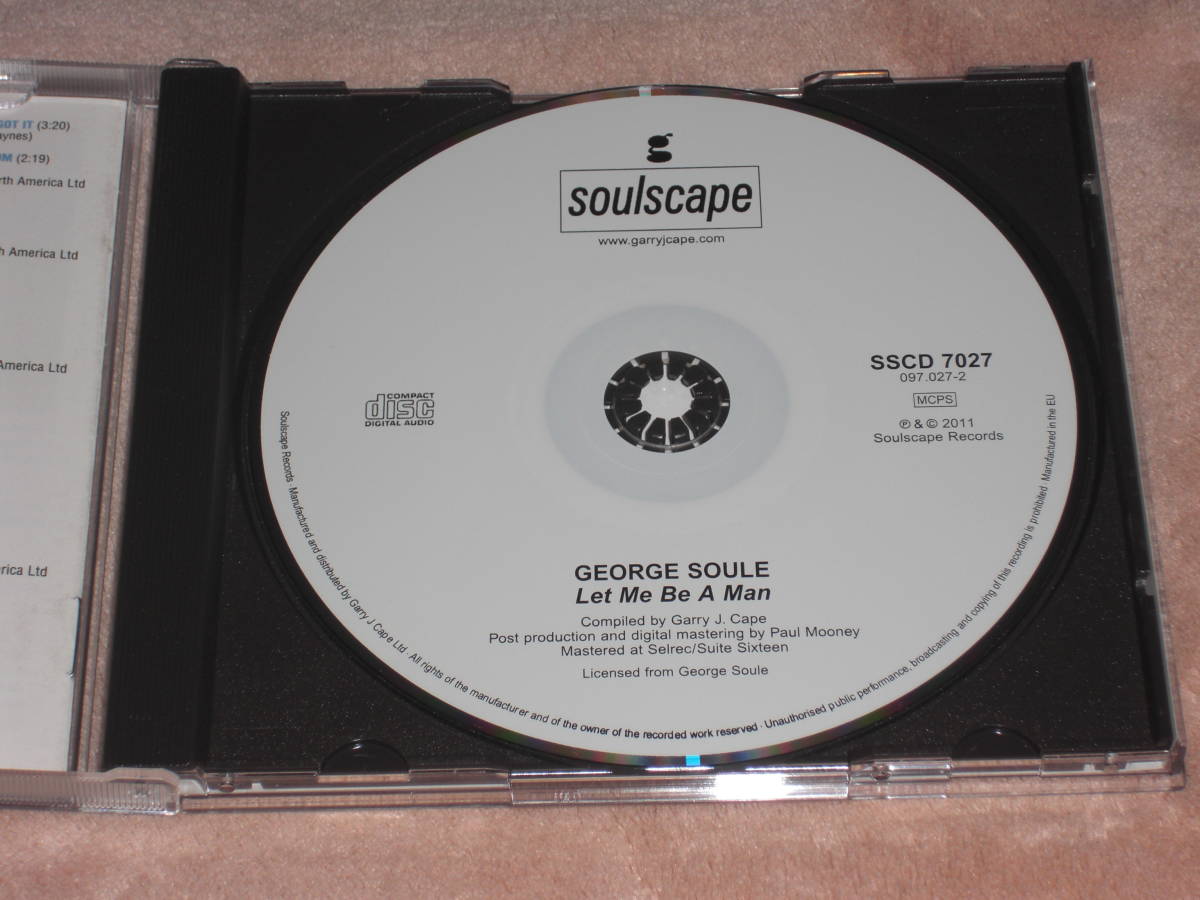 GOT IT (3:20)
aynes)
OM (2:19)
rth America Ltd
h America Ltd
America Ltd
rica Ltd
g
soulscape
www.garryjcape.com
COMPACT
disc
DIGITAL AUDIO
SSCD 7027
097.027-2
MCPS
℗ & © 2011
Soulscape Records
GEORGE SOULE
Let Me Be A Man
Compiled by Garry J. Cape
Post production and digital mastering by Paul Mooney
Mastered at Selrec/Suite Sixteen
Licensed from George Soule
Soulscape Records · Manufactured and distributed by Garry J Cape Ltd · All rights of the manufacturer and of the owner of the recorded work reserved · Unauthorised public performance, broadcasting and copying of this recording is prohibited · Manufactured in the EU